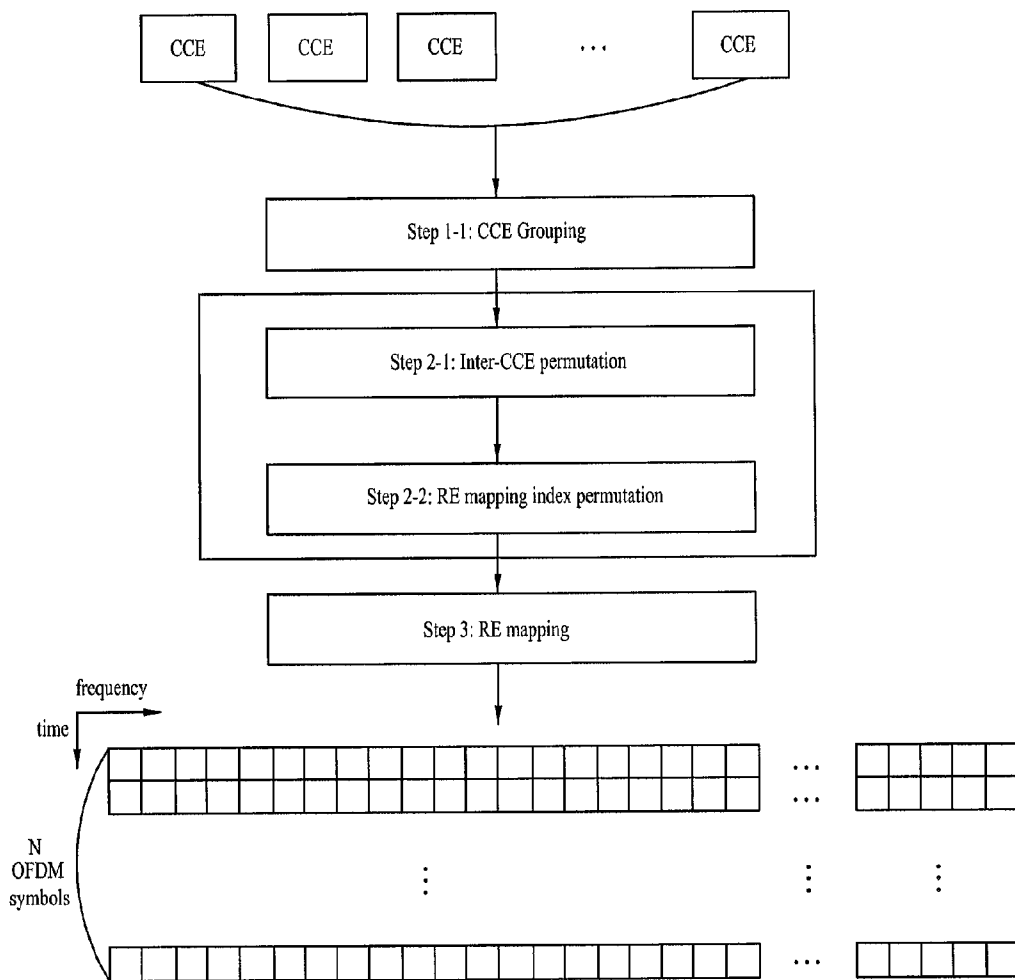 CCE CCE CCE ... CCE
Step 1-1: CCE Grouping
Step 2-1: Inter-CCE permutation
Step 2-2: RE mapping index permutation
Step 3: RE mapping
frequency
time
...
...
N
OFDM
symbols
...